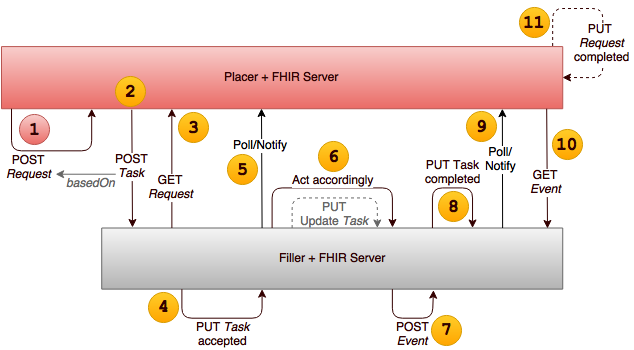 11
PUT
Request
completed
Placer + FHIR Server
1
2
3
POST
Request
basedOn
POST
Task
GET
Request
Poll/Notify
5
6
Act accordingly
PUT
Update Task
PUT Task
completed
8
9
Poll/
Notify
10
GET
Event
Filler + FHIR Server
4
PUT Task
accepted
POST
Event
7